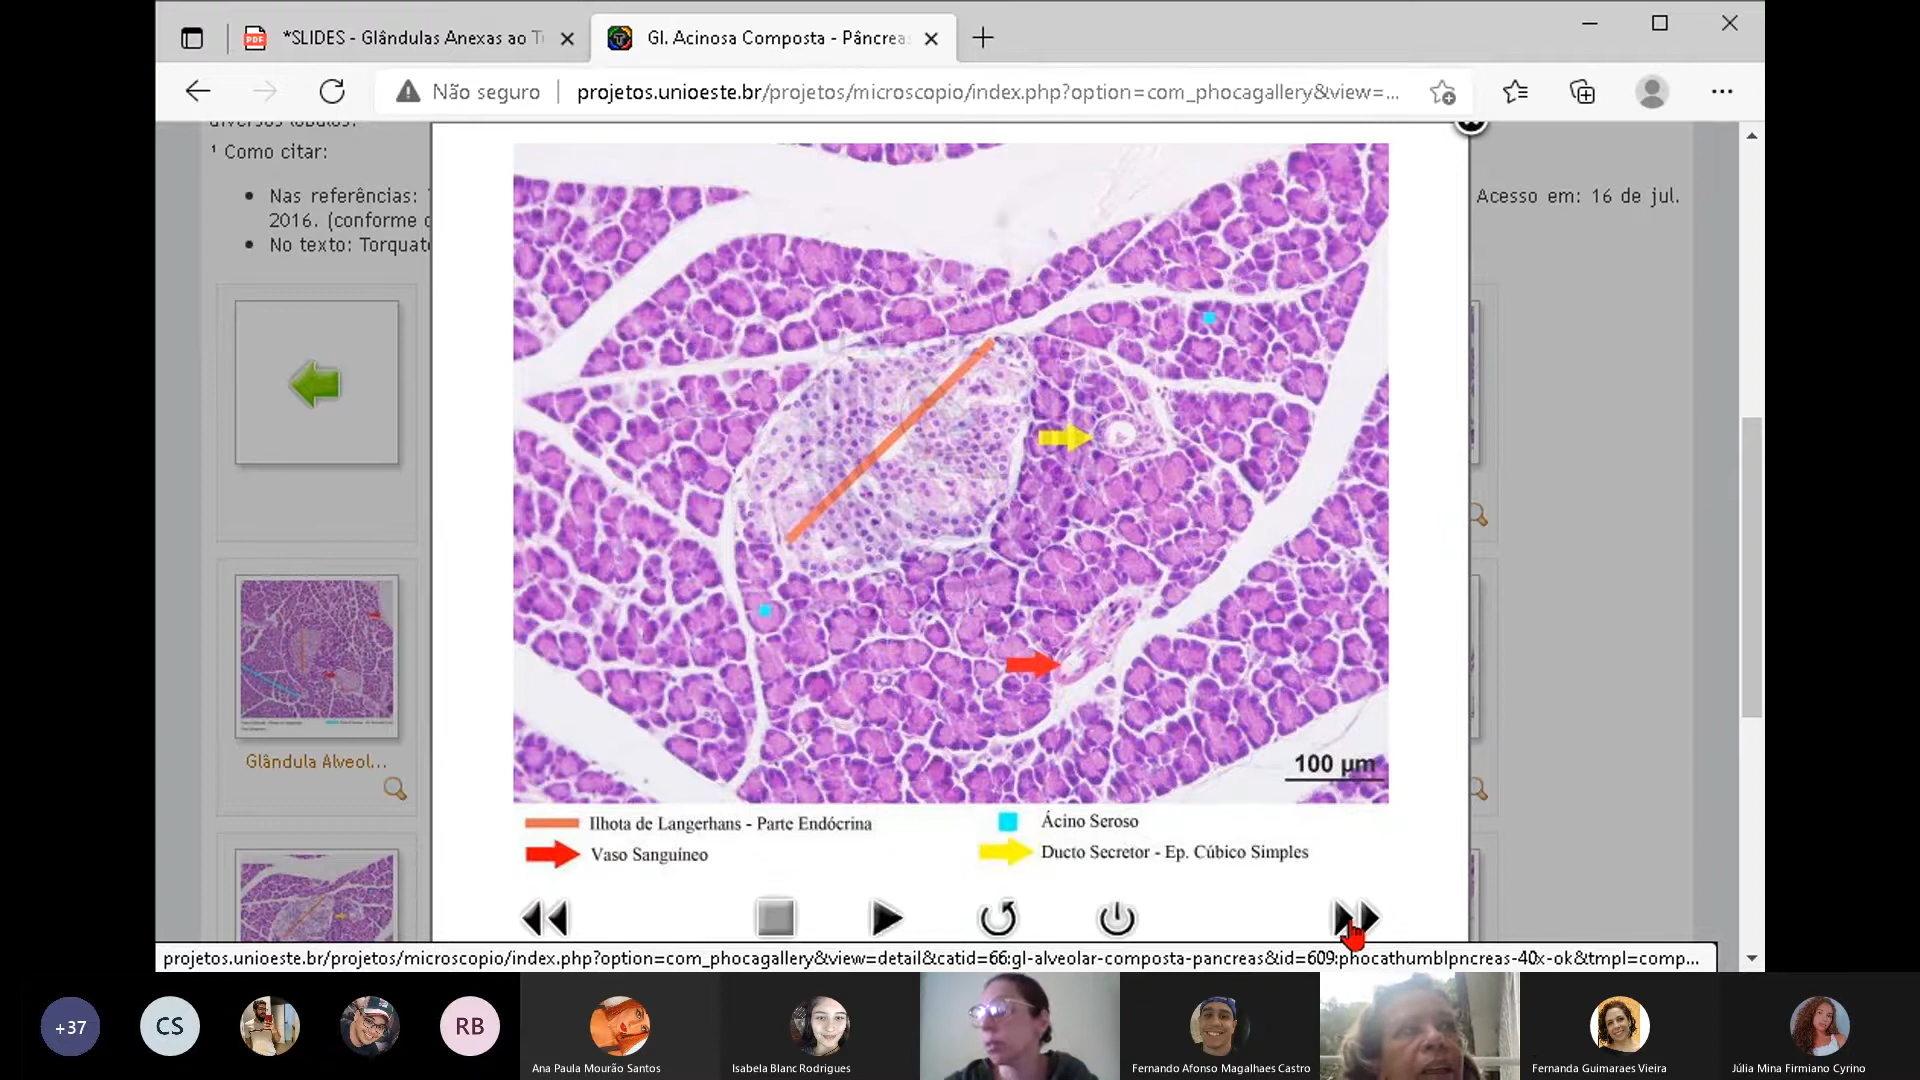 *SLIDES - Glândulas Anexas ao T
Gl. Acinosa Composta - Pâncreas
Não seguro
projetos.unioeste.br/projetos/microscopio/index.php?option=com_phocagallery&view=...
diversos lóbulos.
¹ Como citar:
Nas referências:
Acesso em: 16 de jul.
2016. (conforme
No texto: Torquato
Glândula Alveol...
100 µm
Ilhota de Langerhans - Parte Endócrina
Ácino Seroso
Vaso Sanguíneo
Ducto Secretor - Ep. Cúbico Simples
projetos.unioeste.br/projetos/microscopio/index.php?option=com_phocagallery&view=detail&catid=66:gl-alveolar-composta-pancreas&id=609:phocathumblpncreas-40x-ok&tmpl=comp...
+37
CS
RB
Ana Paula Mourão Santos
Isabela Blanc Rodrigues
Fernando Afonso Magalhaes Castro
Fernanda Guimaraes Vieira
Júlia Mina Firmiano Cyrino